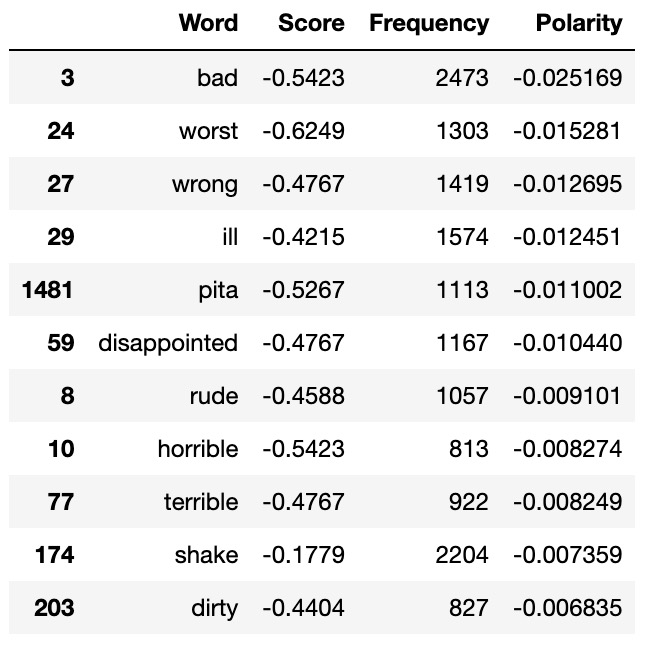 Word Score Frequency Polarity
3 bad -0.5423 2473 -0.025169
24 worst -0.6249 1303 -0.015281
27 wrong -0.4767 1419 -0.012695
29 ill -0.4215 1574 -0.012451
1481 pita -0.5267 1113 -0.011002
59 disappointed -0.4767 1167 -0.010440
8 rude -0.4588 1057 -0.009101
10 horrible -0.5423 813 -0.008274
77 terrible -0.4767 922 -0.008249
174 shake -0.1779 2204 -0.007359
203 dirty -0.4404 827 -0.006835